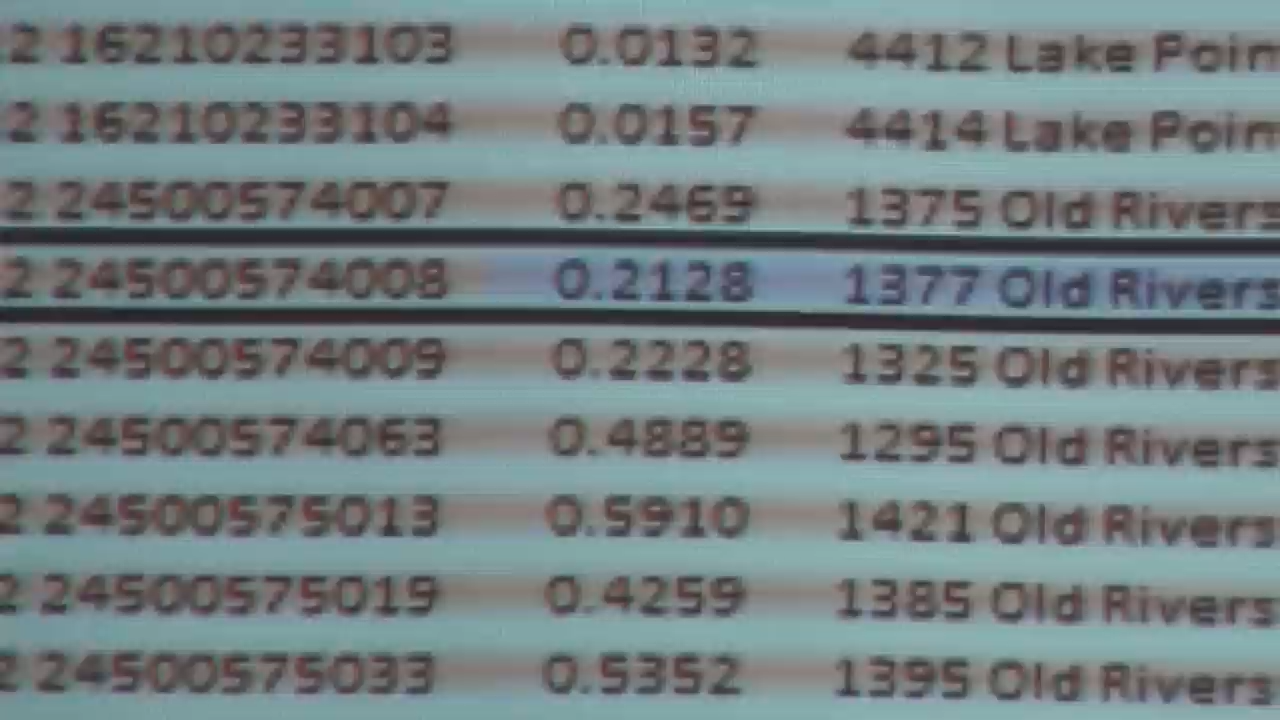 2 16210233103 0.0132 4412 Lake Poin
2 16210233104 0.0157 4414 Lake Poin
2 24500574007 0.2469 1375 Old Rivers
2 24500574008 0.2128 1377 Old Rivers
2 24500574009 0.2228 1325 Old Rivers
2 24500574063 0.4889 1295 Old Rivers
2 24500575013 0.5910 1421 Old Rivers
2 24500575019 0.4259 1385 Old Rivers
2 24500575033 0.5352 1395 Old Rivers